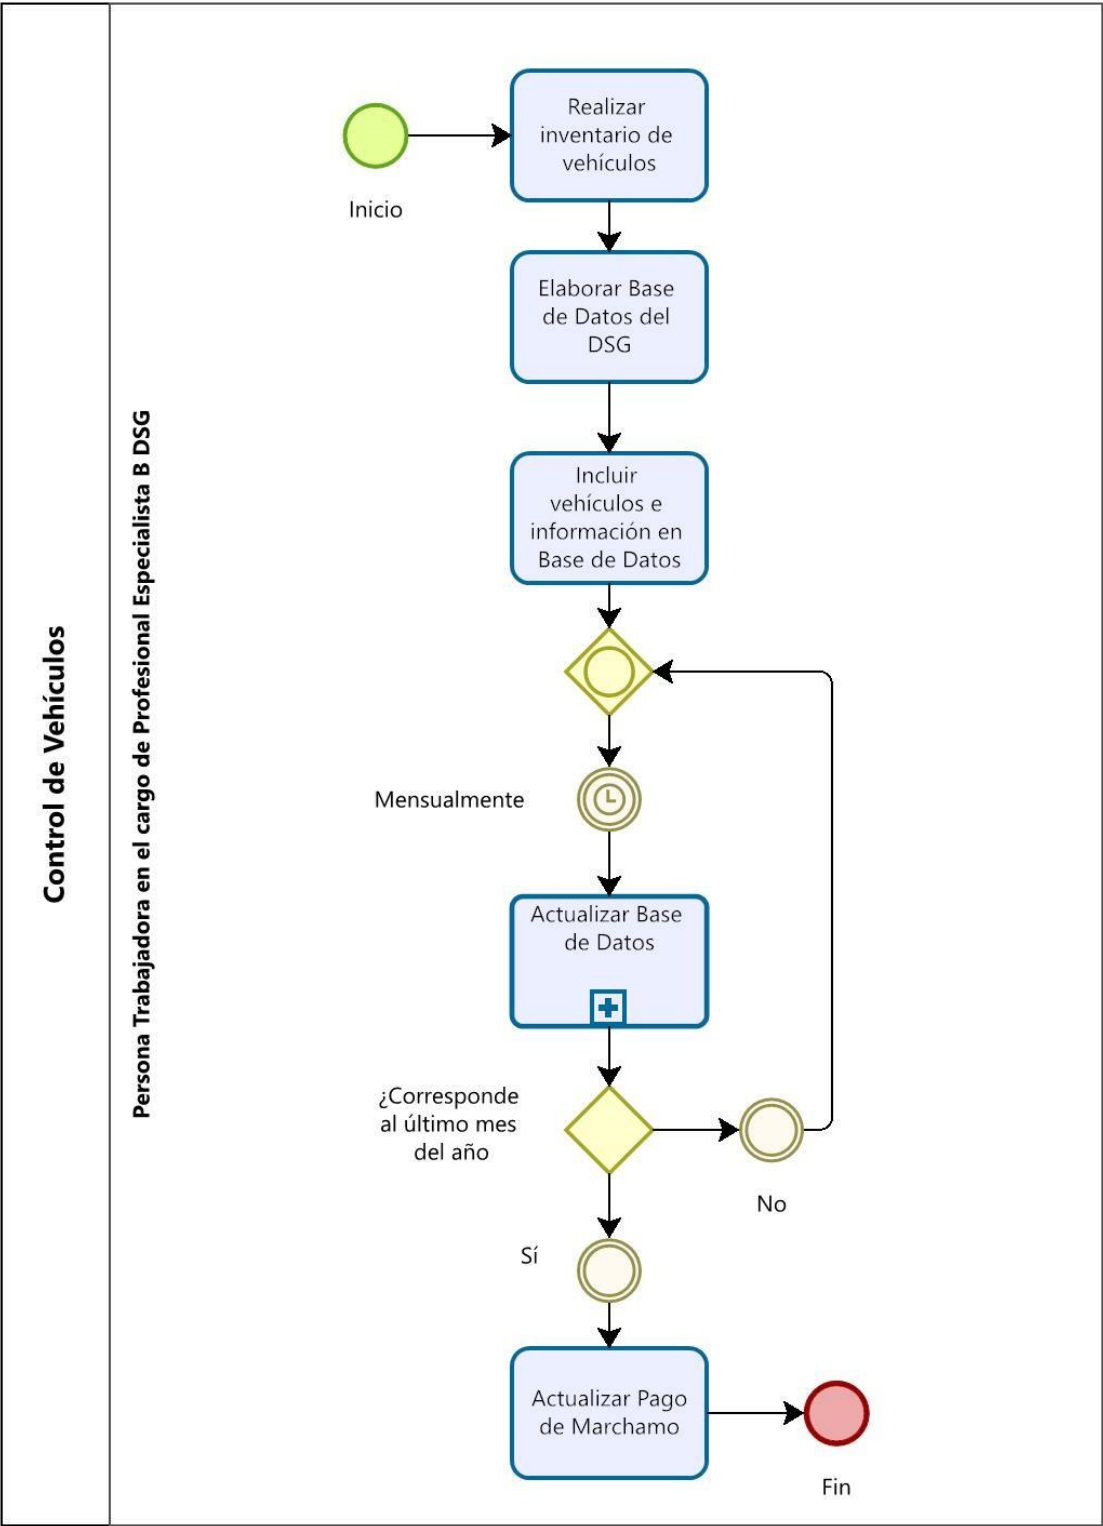 Control de Vehículos
Persona Trabajadora en el cargo de Profesional Especialista B DSG
Inicio
Realizar
inventario de
vehículos
Elaborar Base
de Datos del
DSG
Incluir
vehículos e
información en
Base de Datos
Mensualmente
Actualizar Base
de Datos
¿Corresponde
al último mes
del año
No
Sí
Actualizar Pago
de Marchamo
Fin